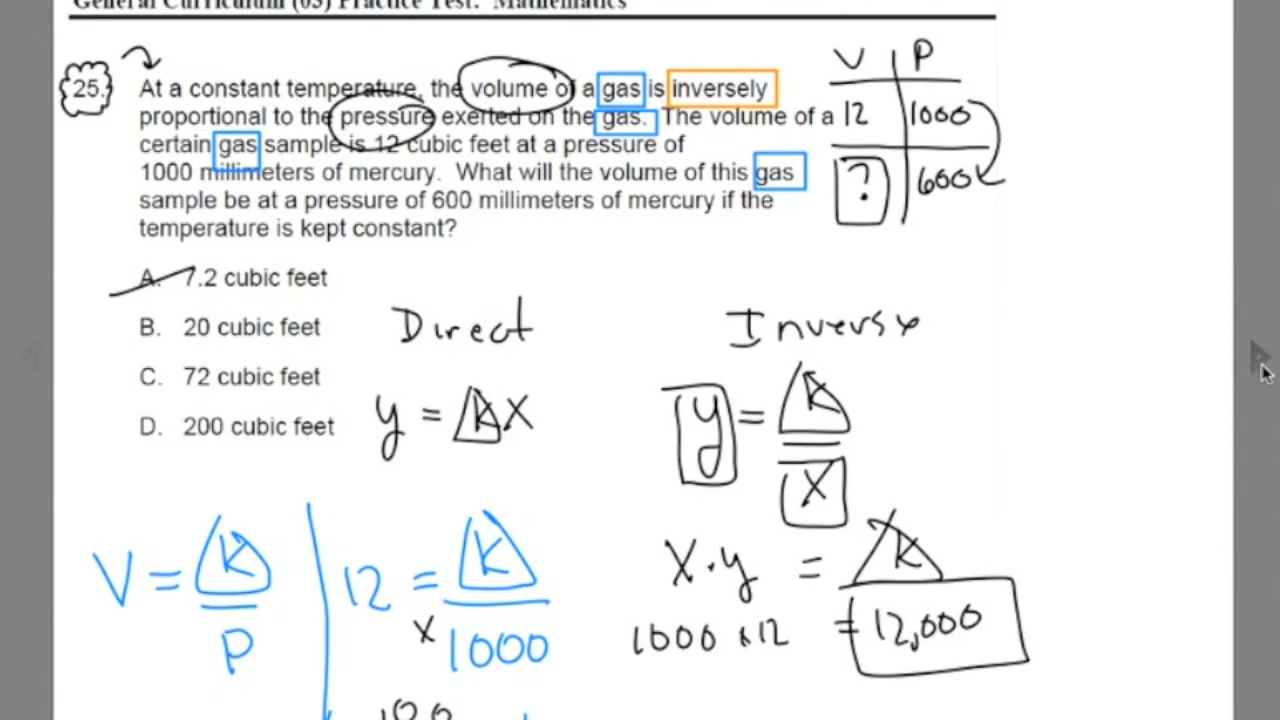 General Curriculum (03) Practice Test: Mathematics
25. At a constant temperature, the volume of a gas is inversely
proportional to the pressure exerted on the gas. The volume of a
certain gas sample is 12 cubic feet at a pressure of
1000 millimeters of mercury. What will the volume of this gas
sample be at a pressure of 600 millimeters of mercury if the
temperature is kept constant?
V P
12 1000
? 600
A. 7.2 cubic feet
B. 20 cubic feet
C. 72 cubic feet
D. 200 cubic feet
Direct
y = kx
Inverse
y = k
x
V = k
P
12 = k
x 1000
x·y = k
1000 x 12 = 12,000
100